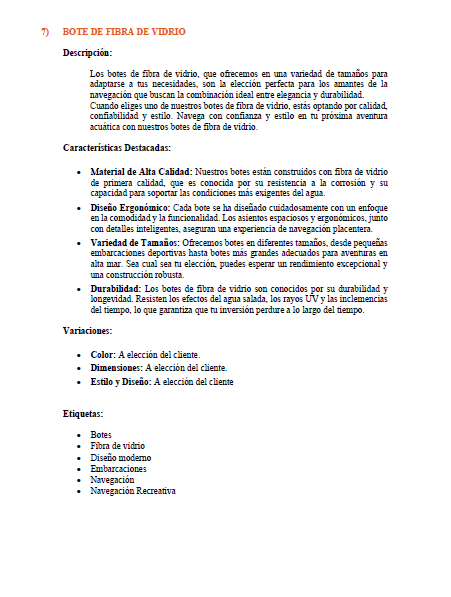 7) BOTE DE FIBRA DE VIDRIO
Descripción:
Los botes de fibra de vidrio, que ofrecemos en una variedad de tamaños para
adaptarse a tus necesidades, son la elección perfecta para los amantes de la
navegación que buscan la combinación ideal entre elegancia y durabilidad.
Cuando eliges uno de nuestros botes de fibra de vidrio, estás optando por calidad,
confiabilidad y estilo. Navega con confianza y estilo en tu próxima aventura
acuática con nuestros botes de fibra de vidrio.
Características Destacadas:
• Material de Alta Calidad: Nuestros botes están construidos con fibra de vidrio
de primera calidad, que es conocida por su resistencia a la corrosión y su
capacidad para soportar las condiciones más exigentes del agua.
• Diseño Ergonómico: Cada bote se ha diseñado cuidadosamente con un enfoque
en la comodidad y la funcionalidad. Los asientos espaciosos y ergonómicos, junto
con detalles inteligentes, aseguran una experiencia de navegación placentera.
• Variedad de Tamaños: Ofrecemos botes en diferentes tamaños, desde pequeñas
embarcaciones deportivas hasta botes más grandes adecuados para aventuras en
alta mar. Sea cual sea tu elección, puedes esperar un rendimiento excepcional y
una construcción robusta.
• Durabilidad: Los botes de fibra de vidrio son conocidos por su durabilidad y
longevidad. Resisten los efectos del agua salada, los rayos UV y las inclemencias
del tiempo, lo que garantiza que tu inversión perdure a lo largo del tiempo.
Variaciones:
• Color: A elección del cliente.
• Dimensiones: A elección del cliente.
• Estilo y Diseño: A elección del cliente
Etiquetas:
• Botes
• Fibra de vidrio
• Diseño moderno
• Embarcaciones
• Navegación
• Navegación Recreativa